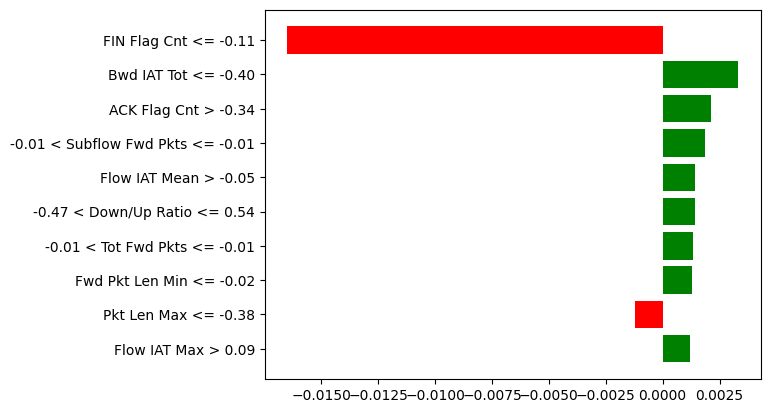 FIN Flag Cnt <= -0.11
Bwd IAT Tot <= -0.40
ACK Flag Cnt > -0.34
-0.01 < Subflow Fwd Pkts <= -0.01
Flow IAT Mean > -0.05
-0.47 < Down/Up Ratio <= 0.54
-0.01 < Tot Fwd Pkts <= -0.01
Fwd Pkt Len Min <= -0.02
Pkt Len Max <= -0.38
Flow IAT Max > 0.09
−0.0150 −0.0125 −0.0100 −0.0075 −0.0050 −0.0025 0.0000 0.0025